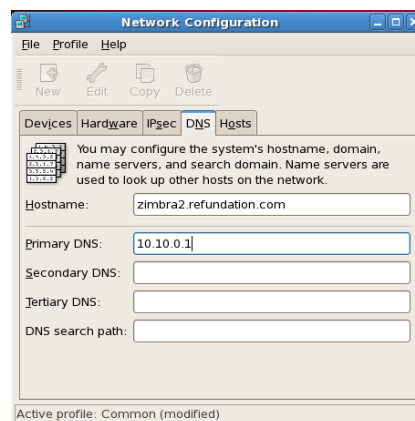 Network Configuration
File Profile Help
New Edit Copy Delete
Devices Hardware IPsec DNS Hosts
You may configure the system's hostname, domain,
name servers, and search domain. Name servers are
used to look up other hosts on the network.
Hostname: zimbra2.refundation.com
Primary DNS: 10.10.0.1
Secondary DNS:
Tertiary DNS:
DNS search path:
Active profile: Common (modified)